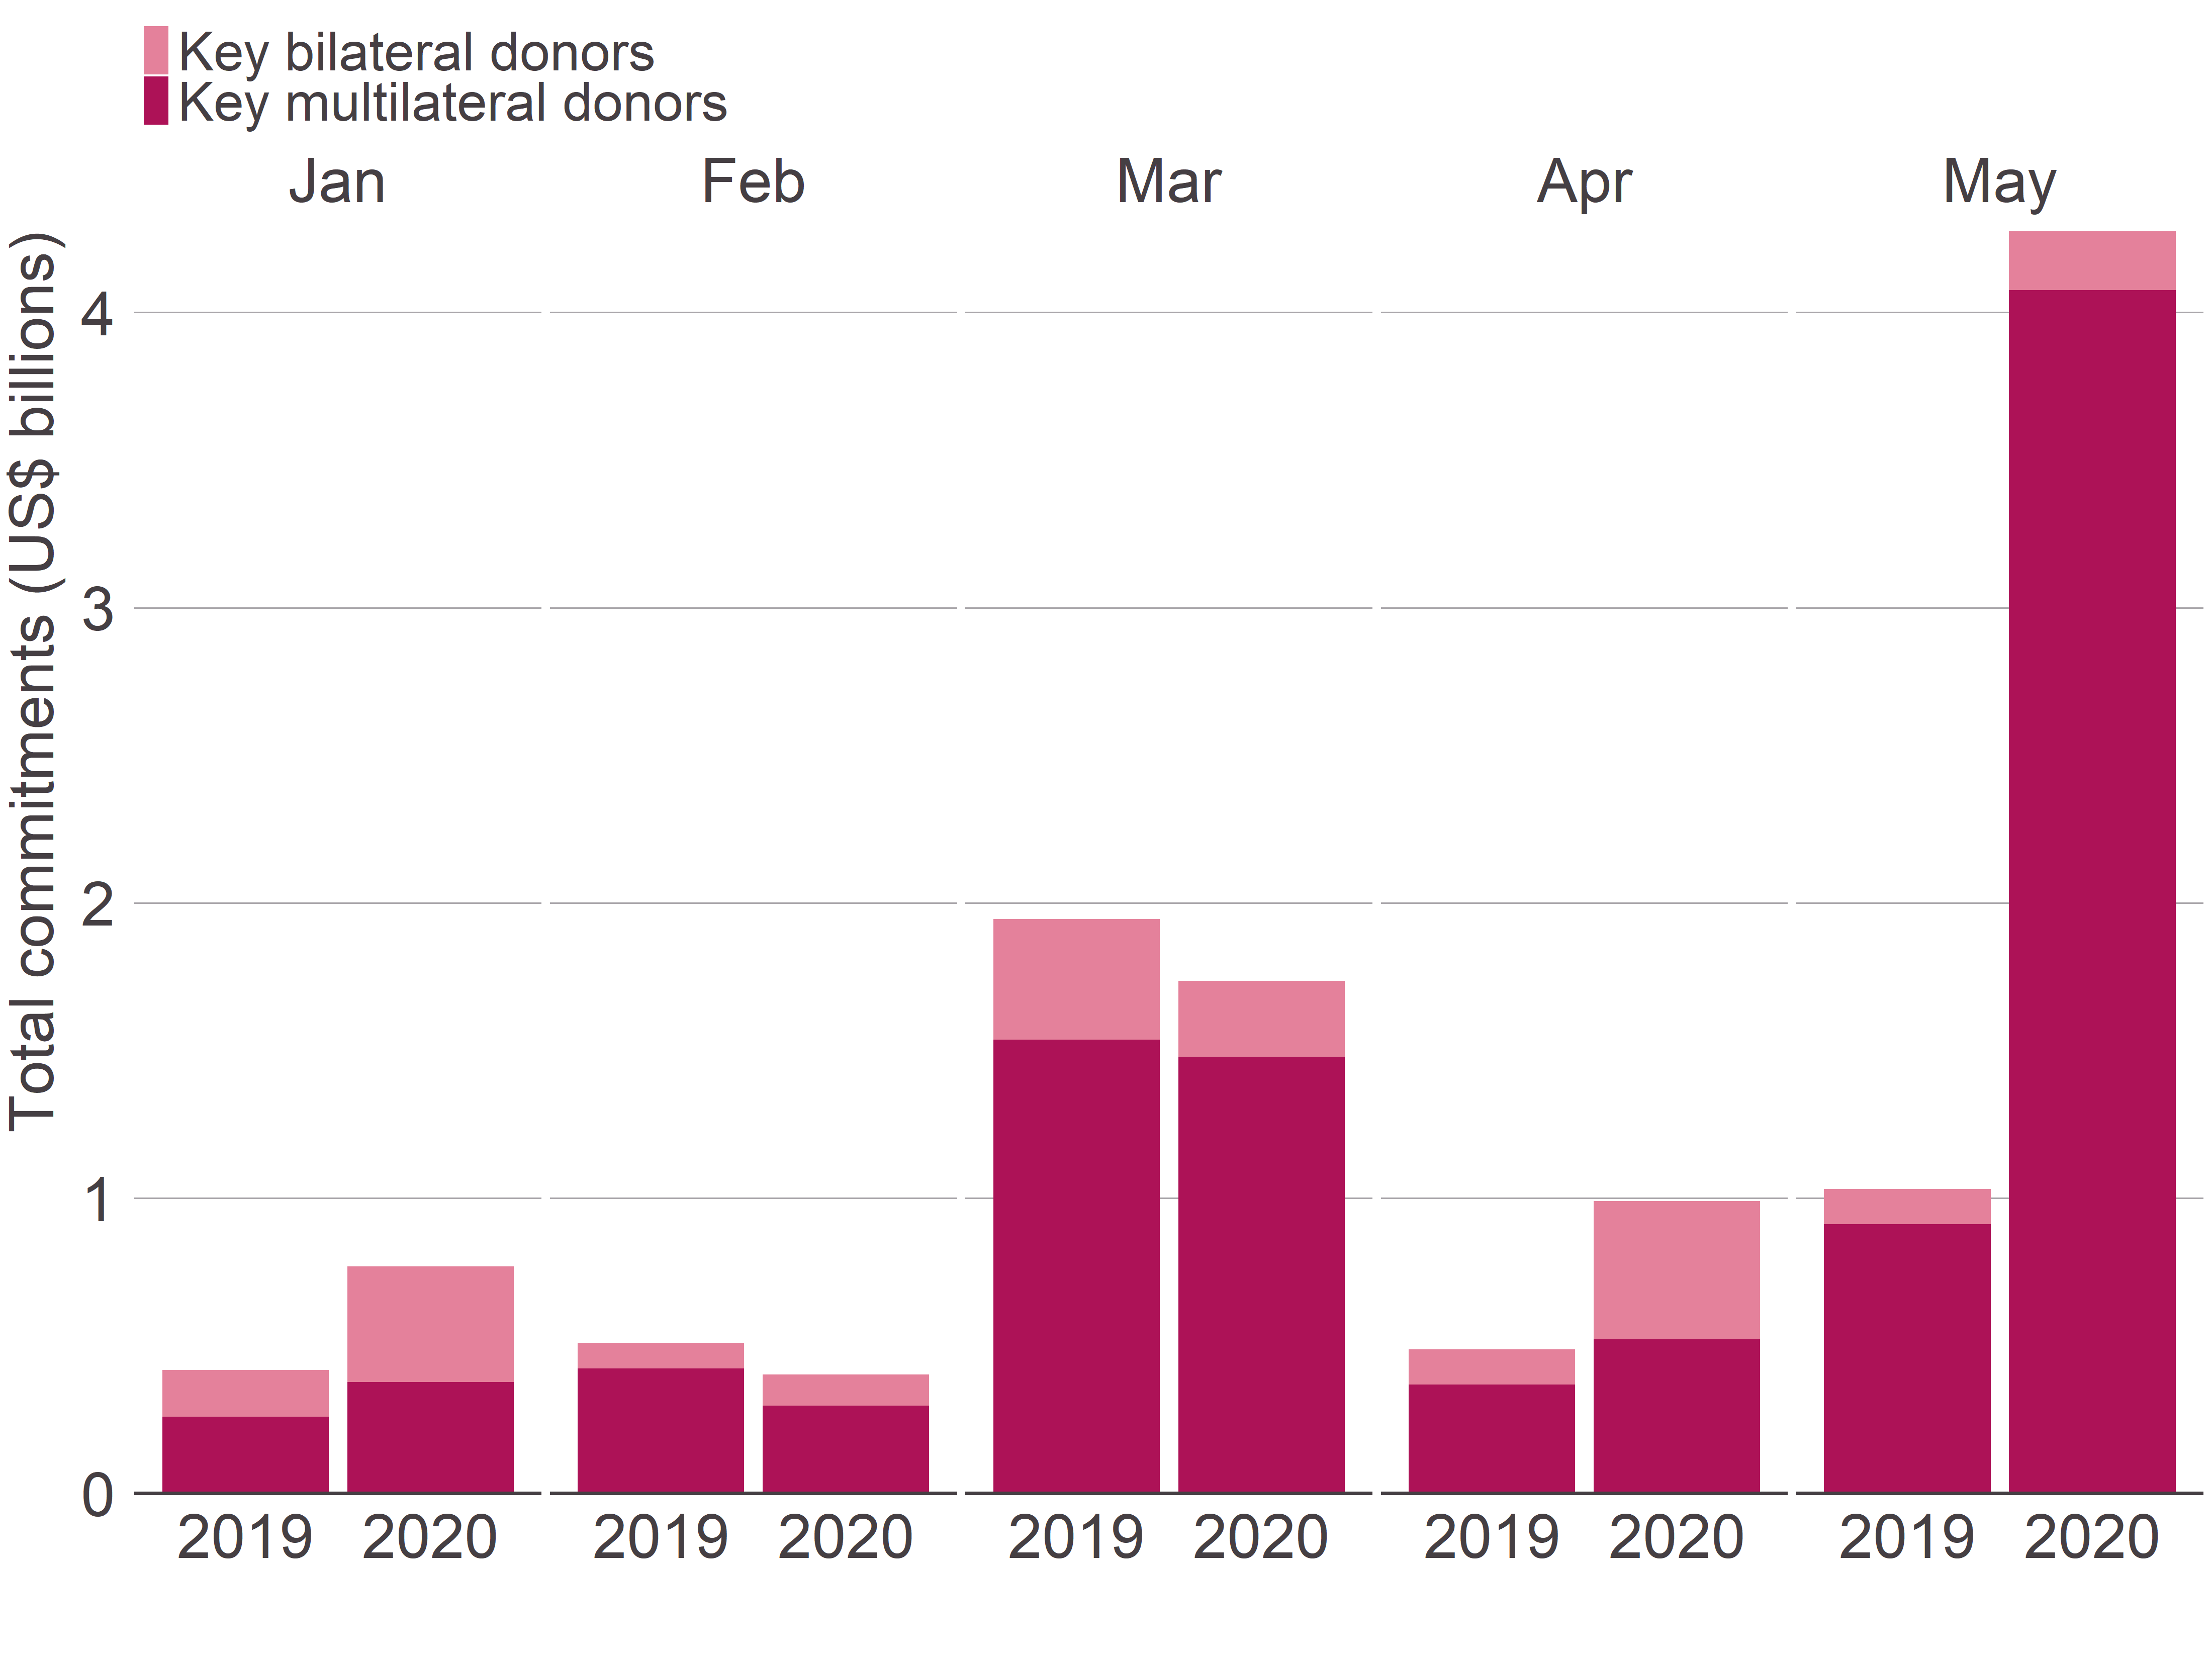 Key bilateral donors
Key multilateral donors
Jan Feb Mar Apr May
Total commitments (US$ billions)
4
3
2
1
0
2019 2020 2019 2020 2019 2020 2019 2020 2019 2020